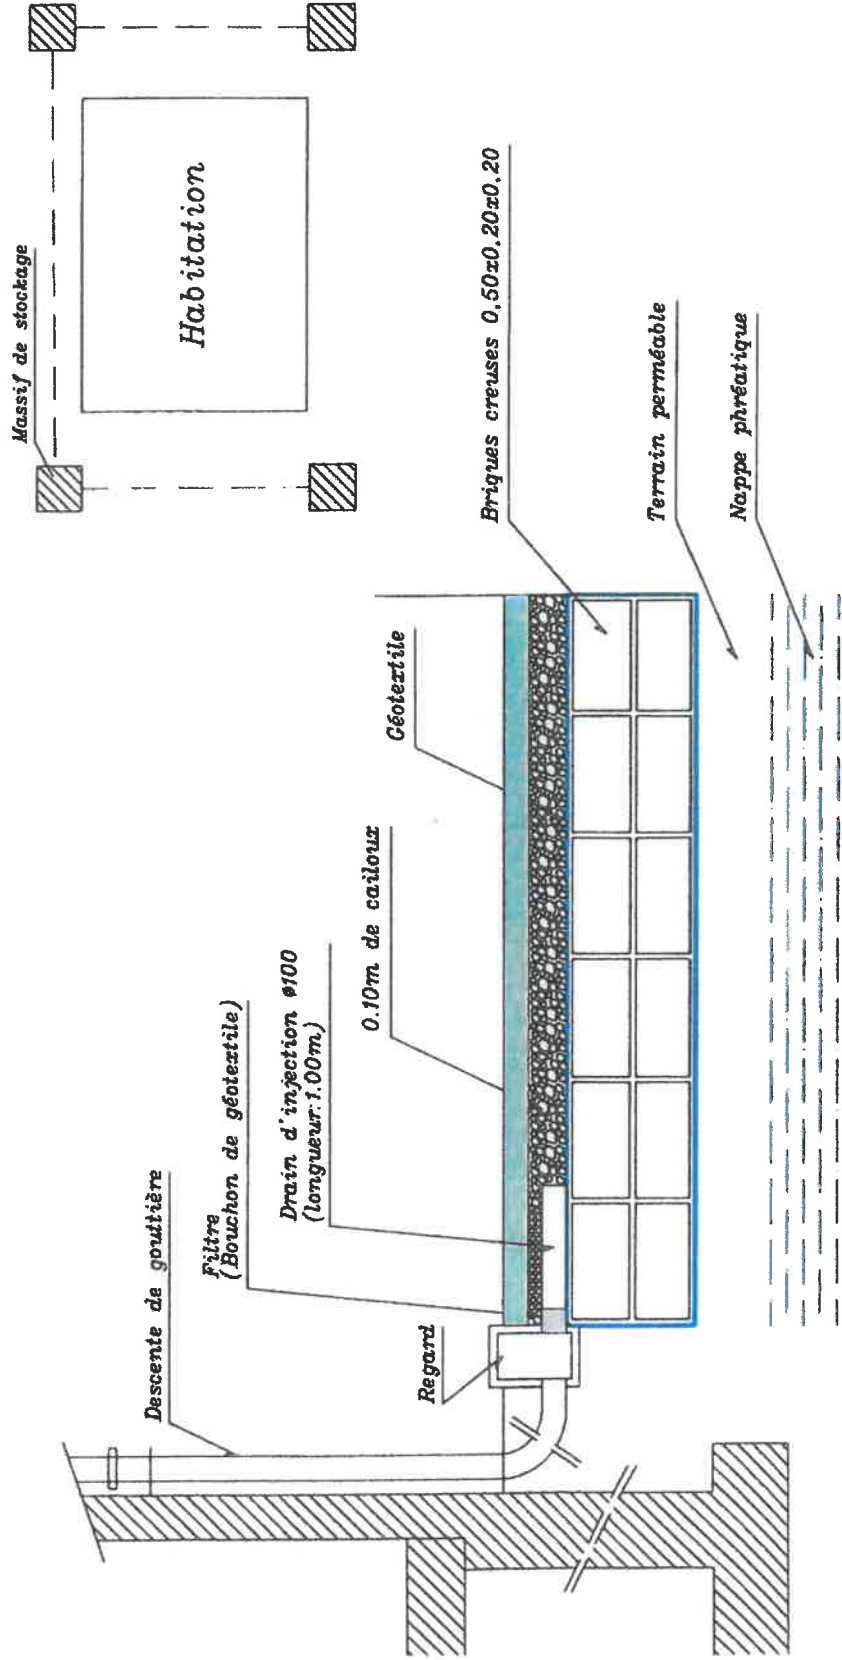 Massif de stockage
Habitation
Descente de gouttière
Filtre
(Bouchon de géotextile)
Drain d'injection ø100
(longueur:1.00m)
0.10m de cailoux
Géotextile
Regard
Briques creuses 0,50x0,20x0,20
Terrain perméable
Nappe phréatique